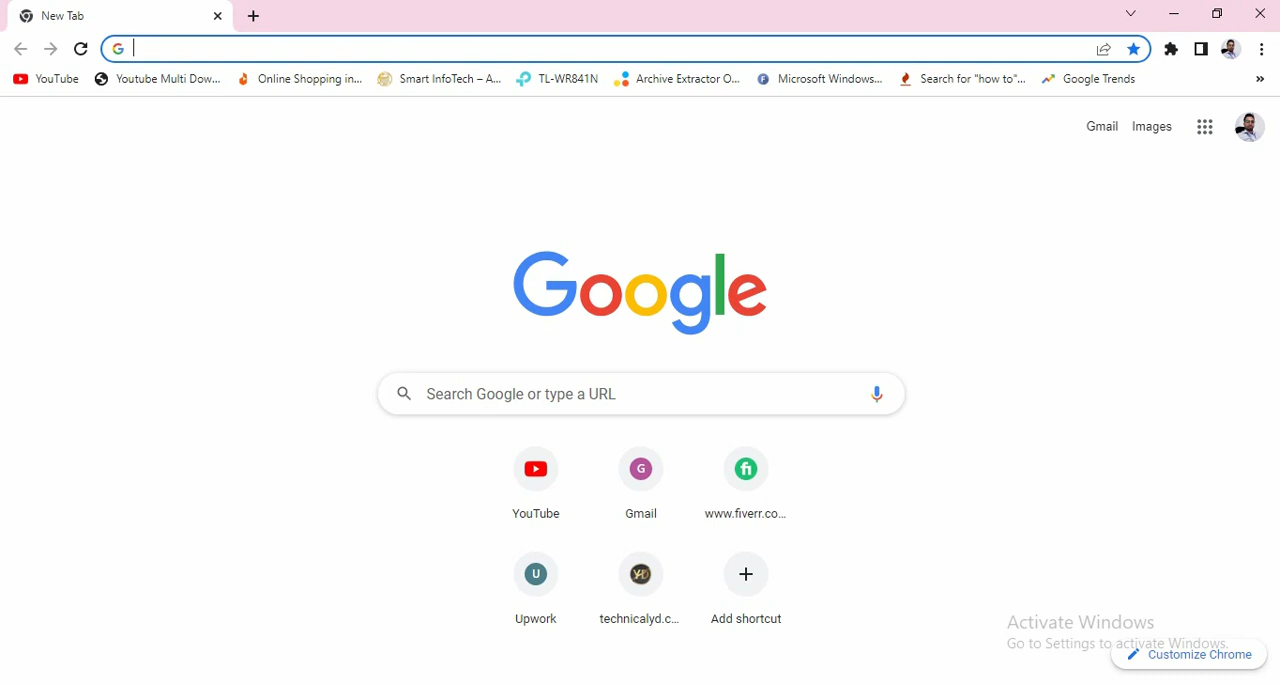 New Tab
YouTube
Youtube Multi Dow...
Online Shopping in...
Smart InfoTech – A...
TL-WR841N
Archive Extractor O...
Microsoft Windows...
Search for "how to"...
Google Trends
»
Gmail
Images
Google
Search Google or type a URL
YouTube
G
Gmail
fi
www.fiverr.co...
U
Upwork
technicalyd.c...
Add shortcut
Activate Windows
Go to Settings to activate Windows.
Customize Chrome